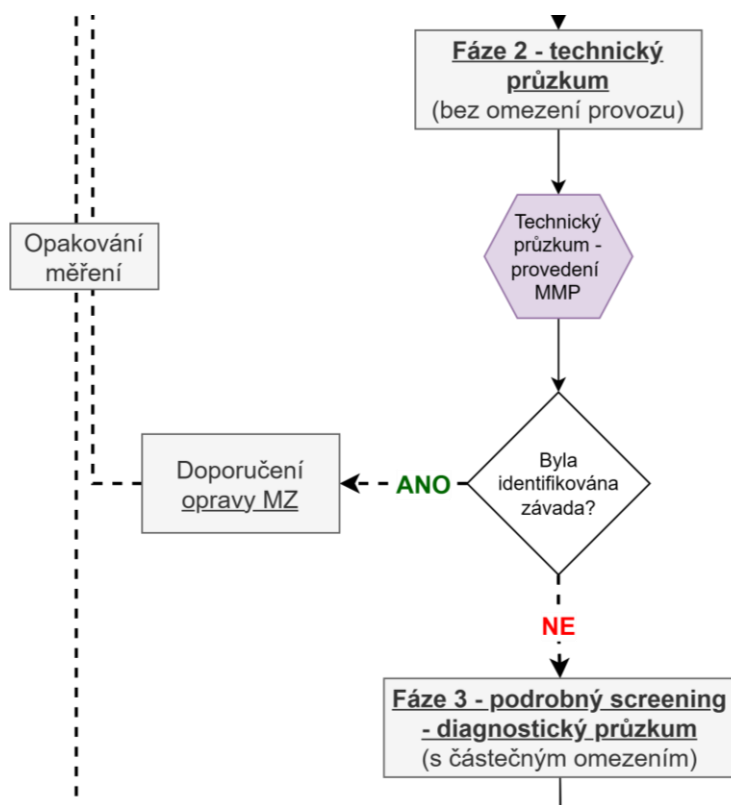 Fáze 2 - technický
průzkum
(bez omezení provozu)
Technický
průzkum -
provedení
MMP
Opakování
měření
Byla
identifikována
závada?
ANO
Doporučení
opravy MZ
NE
Fáze 3 - podrobný screening
- diagnostický průzkum
(s částečným omezením)